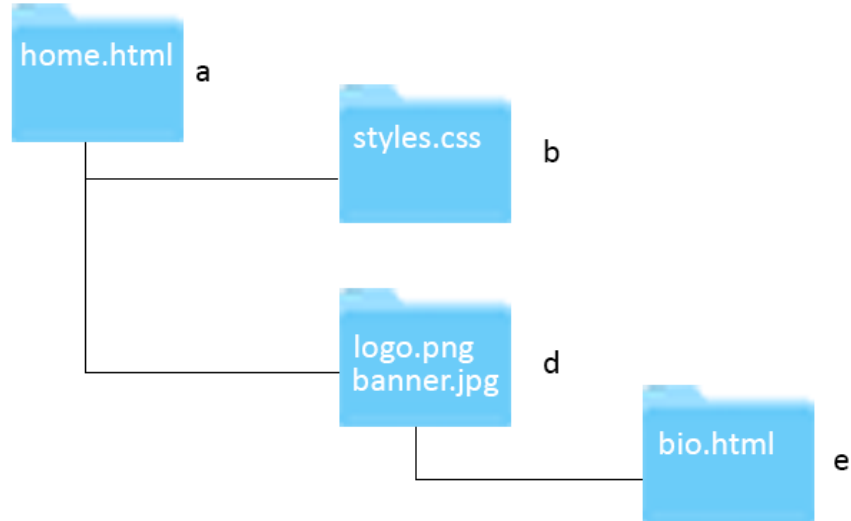 home.html
a
styles.css
b
logo.png
banner.jpg
d
bio.html
e